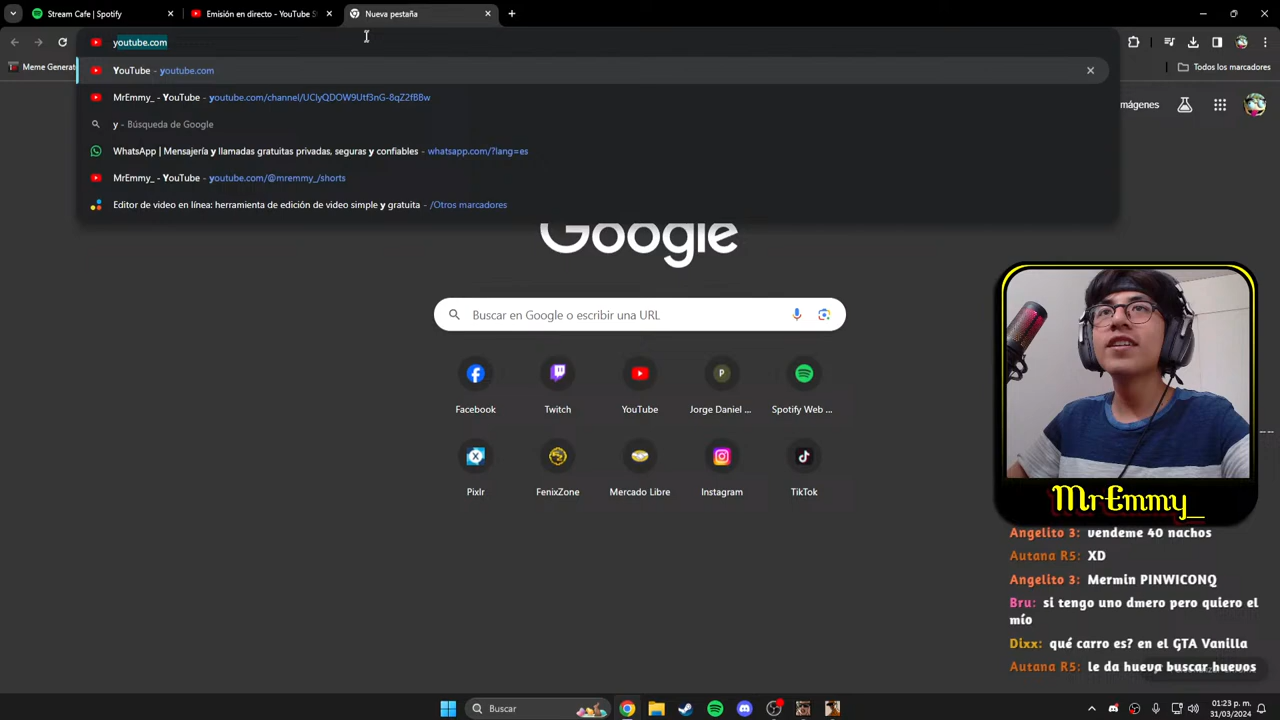 Stream Cafe | Spotify
Emisión en directo - YouTube S
Nueva pestaña
youtube.com
Meme Generat
Todos los marcadores
YouTube - youtube.com
MrEmmy_ - YouTube - youtube.com/channel/UClyQDOW9Utf3nG-8qZ2fBBw
y - Búsqueda de Google
WhatsApp | Mensajería y llamadas gratuitas privadas, seguras y confiables - whatsapp.com/?lang=es
MrEmmy_ - YouTube - youtube.com/@mremmy_/shorts
Editor de video en línea: herramienta de edición de video simple y gratuita - /Otros marcadores
mágenes
Google
Buscar en Google o escribir una URL
Facebook
Twitch
YouTube
P
Jorge Daniel ...
Spotify Web ...
Pixlr
FenixZone
Mercado Libre
Instagram
TikTok
MrEmmy_
Angelito 3: vendeme 40 nachos
Autana R5: XD
Angelito 3: Mermin PINWICONQ
Bru: si tengo uno dmero pero quiero el
mío
Dixx: qué carro es? en el GTA Vanilla
Autana R5: le da hueva buscar huevos
Buscar
01:23 p. m.
31/03/2024